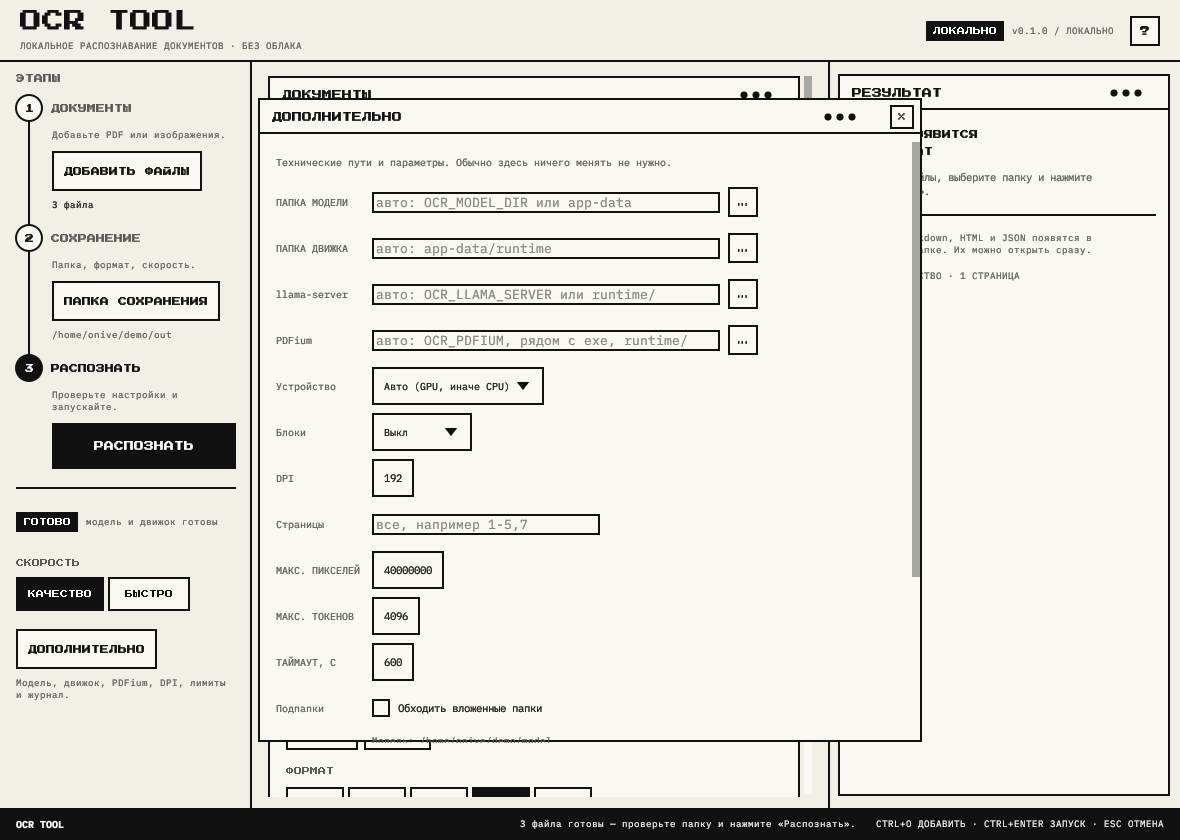 OCR TOOL
ЛОКАЛЬНОЕ РАСПОЗНАВАНИЕ ДОКУМЕНТОВ · БЕЗ ОБЛАКА
ЛОКАЛЬНО v0.1.0 / ЛОКАЛЬНО ?
ЭТАПЫ
1 ДОКУМЕНТЫ
Добавьте PDF или изображения.
ДОБАВИТЬ ФАЙЛЫ
3 файла
2 СОХРАНЕНИЕ
Папка, формат, скорость.
ПАПКА СОХРАНЕНИЯ
/home/onive/demo/out
3 РАСПОЗНАТЬ
Проверьте настройки и
запускайте.
РАСПОЗНАТЬ
ГОТОВО модель и движок готовы
СКОРОСТЬ
КАЧЕСТВО БЫСТРО
ДОПОЛНИТЕЛЬНО
Модель, движок, PDFium, DPI, лимиты
и журнал.
ДОКУМЕНТЫ
ДОПОЛНИТЕЛЬНО ×
Технические пути и параметры. Обычно здесь ничего менять не нужно.
ПАПКА МОДЕЛИ авто: OCR_MODEL_DIR или app-data …
ПАПКА ДВИЖКА авто: app-data/runtime …
llama-server авто: OCR_LLAMA_SERVER или runtime/ …
PDFium авто: OCR_PDFIUM, рядом с exe, runtime/ …
Устройство Авто (GPU, иначе CPU)
Блоки Выкл
DPI 192
Страницы все, например 1-5,7
МАКС. ПИКСЕЛЕЙ 40000000
МАКС. ТОКЕНОВ 4096
ТАЙМАУТ, С 600
Подпапки Обходить вложенные папки
Модель: /home/onive/demo/model
ФОРМАТ
РЕЗУЛЬТАТ
ЯВИТСЯ
Т
йлы, выберите папку и нажмите
».
kdown, HTML и JSON появятся в
апке. Их можно открыть сразу.
СТВО · 1 СТРАНИЦА
OCR TOOL
3 файла готовы — проверьте папку и нажмите «Распознать».
CTRL+O ДОБАВИТЬ · CTRL+ENTER ЗАПУСК · ESC ОТМЕНА